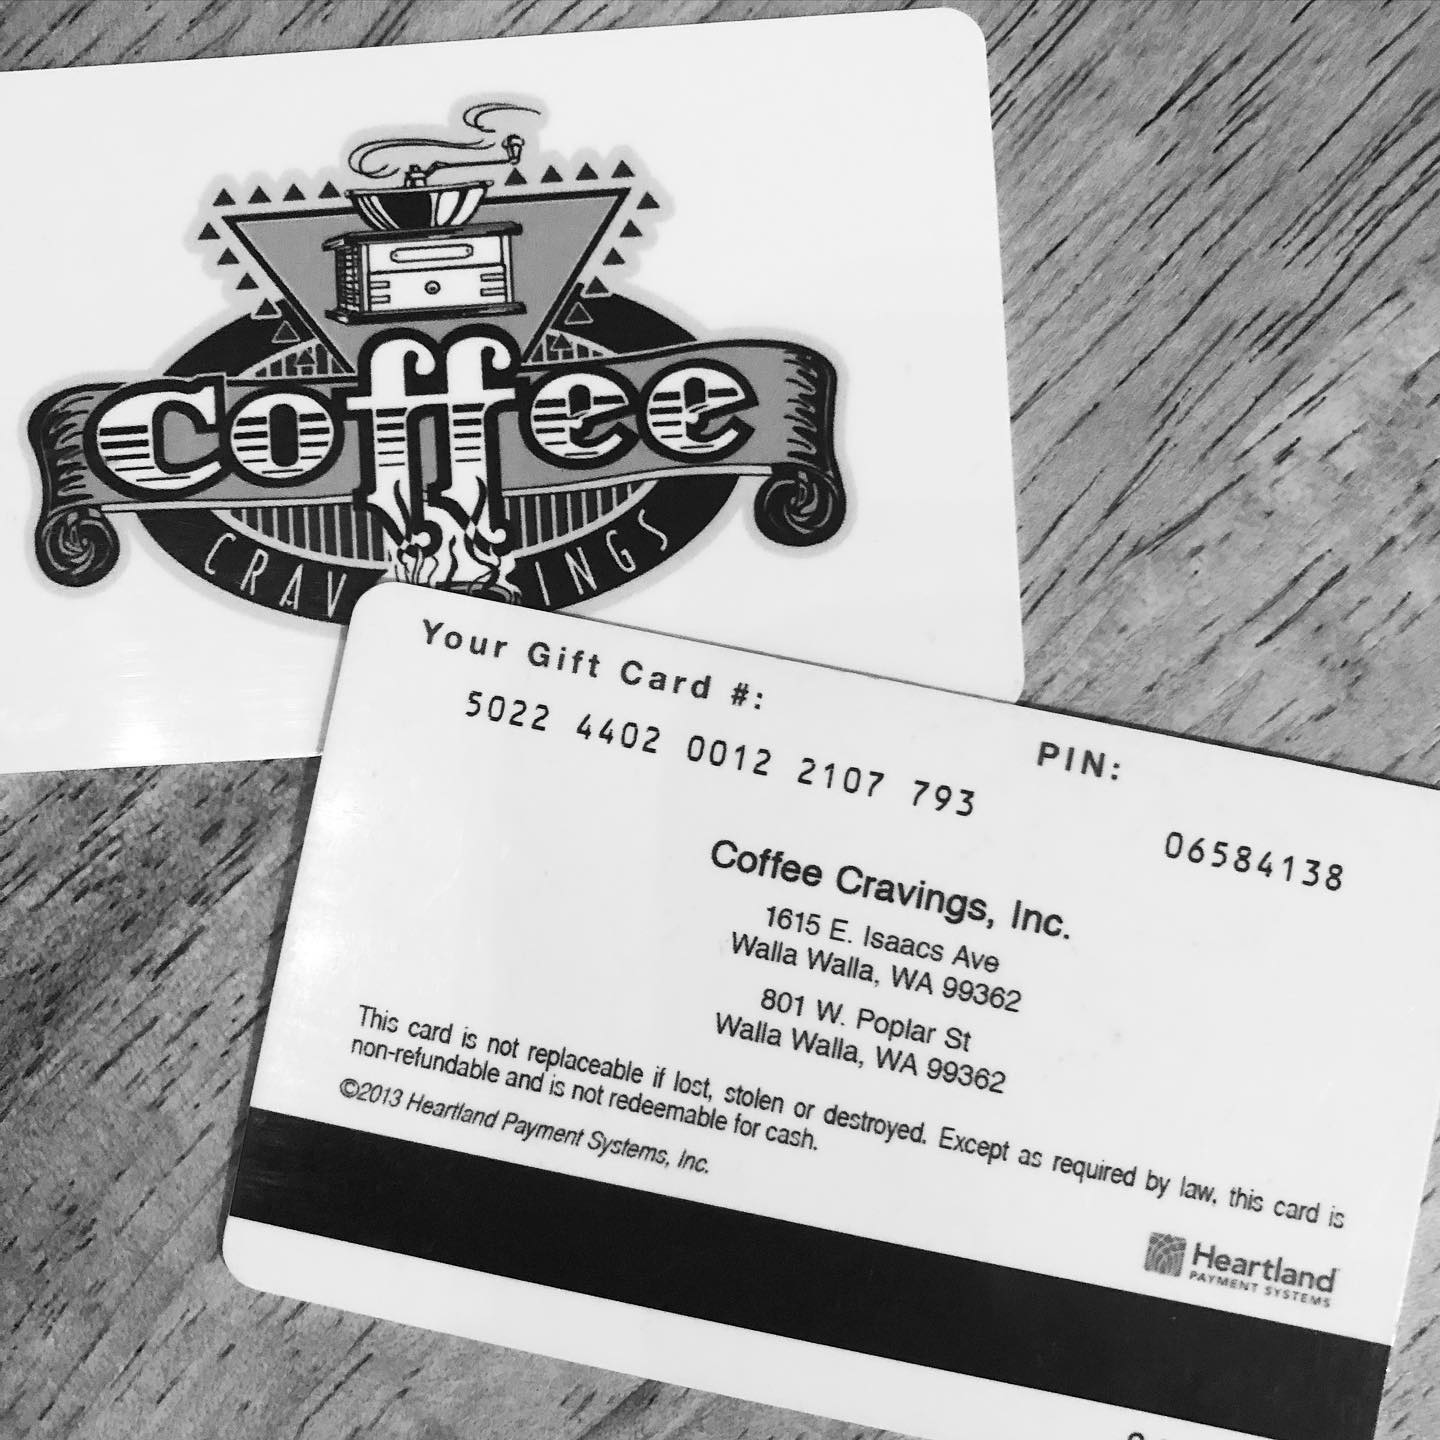 coffee
CRAVINGS
Your Gift Card #:
5022 4402 0012 2107 793
PIN:
06584138
Coffee Cravings, Inc.
1615 E. Isaacs Ave
Walla Walla, WA 99362
801 W. Poplar St
Walla Walla, WA 99362
This card is not replaceable if lost, stolen or destroyed. Except as required by law, this card is
non-refundable and is not redeemable for cash.
©2013 Heartland Payment Systems, Inc.
Heartland
PAYMENT SYSTEMS